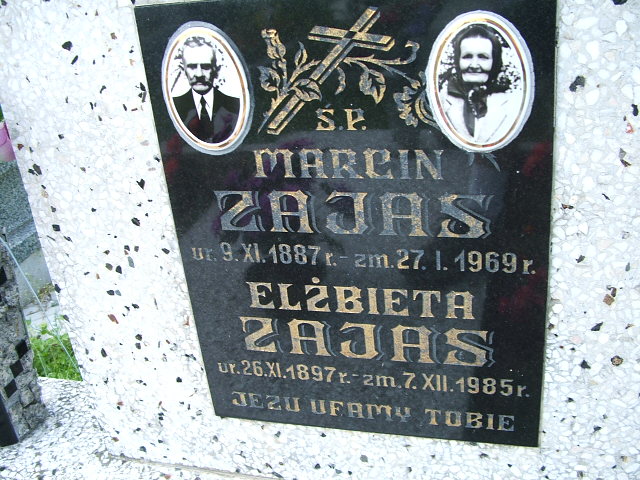 Ś.P.
MARCIN
ZAJAS
ur. 9. XI. 1887 r. - zm. 27. I. 1969 r.
ELŻBIETA
ZAJAS
ur. 26.XI.1897 r. - zm. 7. XII. 1985 r.
JEZU UFAMY TOBIE